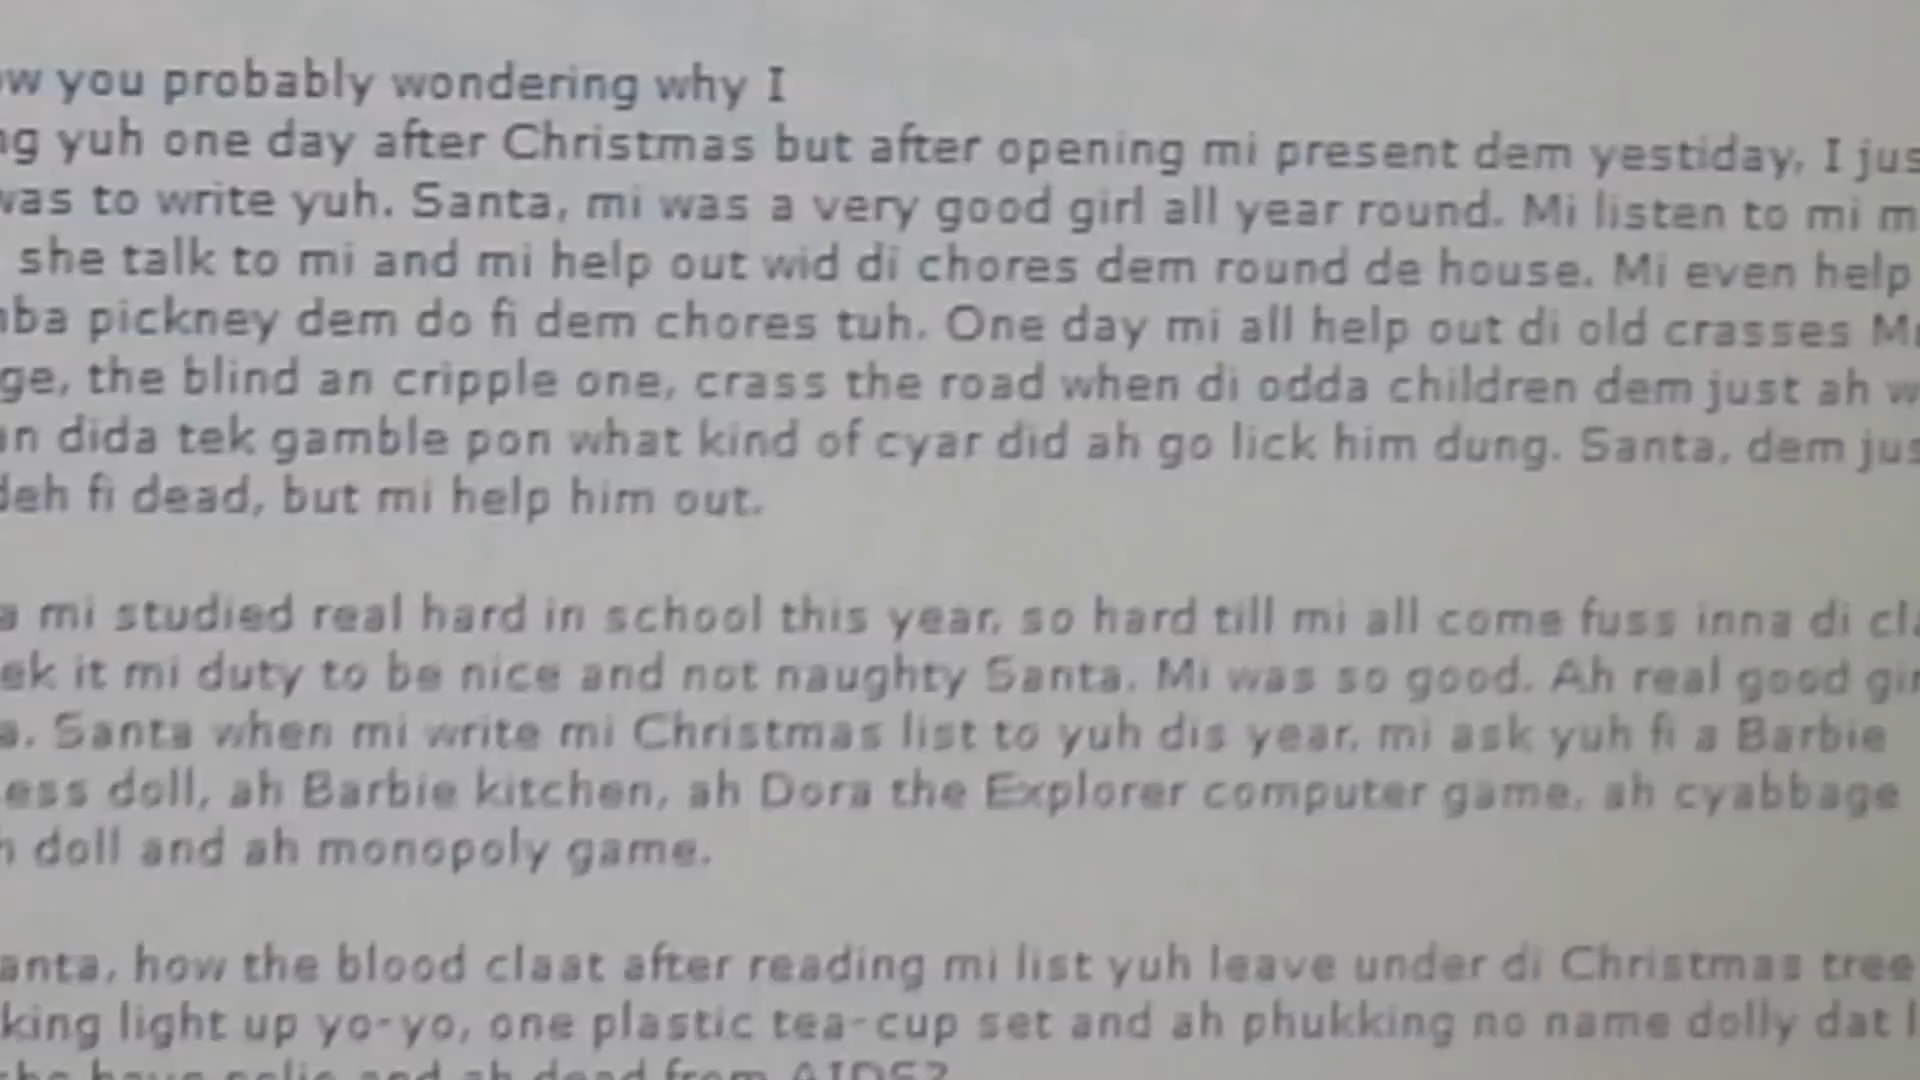 you probably wondering why I
yuh one day after Christmas but after opening mi present dem yestiday, I
was to write yuh. Santa, mi was a very good girl all year round. Mi listen to mi
she talk to mi and mi help out wid di chores dem round de house. Mi even help
pickney dem do fi dem chores tuh. One day mi all help out di old crasses
the blind an cripple one, crass the road when di odda children dem just ah
dida tek gamble pon what kind of cyar did ah go lick him dung. Santa, dem
deh fi dead, but mi help him out.
mi studied real hard in school this year, so hard till mi all come fuss inna di
it mi duty to be nice and not naughty Santa. Mi was so good. Ah real good
Santa when mi write mi Christmas list to yuh dis year, mi ask yuh fi a Barbie
doll, ah Barbie kitchen, ah Dora the Explorer computer game, ah cyabbage
doll and ah monopoly game.
how the blood claat after reading mi list yuh leave under di Christmas tree
light up yo-yo, one plastic tea-cup set and ah phukking no name dolly dat
have polio and ah dead from AIDS?